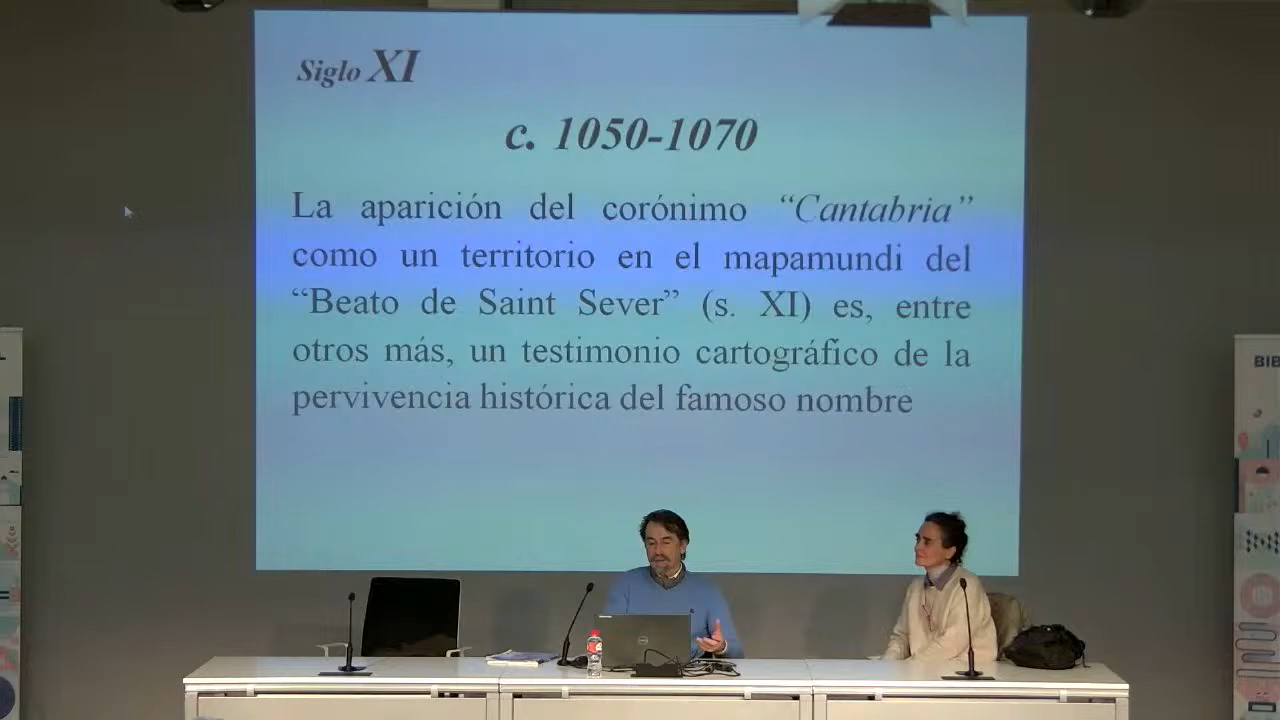 Siglo XI
c. 1050-1070
La aparición del corónimo “Cantabria”
como un territorio en el mapamundi del
“Beato de Saint Sever” (s. XI) es, entre
otros más, un testimonio cartográfico de la
pervivencia histórica del famoso nombre
BIB